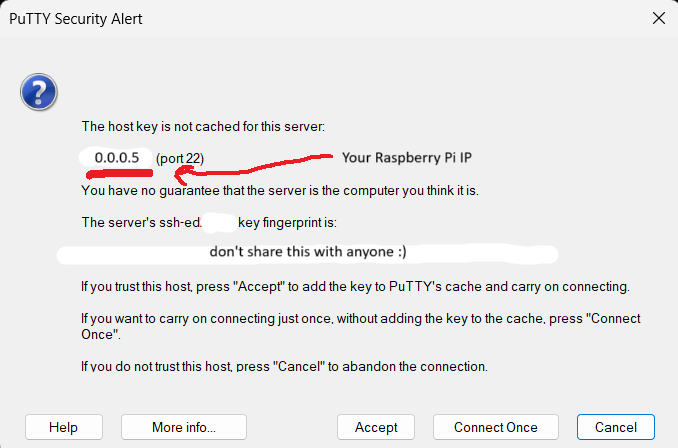 PuTTY Security Alert
The host key is not cached for this server:
0.0.0.5 (port 22) Your Raspberry Pi IP
You have no guarantee that the server is the computer you think it is.
The server's ssh-ed. key fingerprint is:
don't share this with anyone :)
If you trust this host, press "Accept" to add the key to PuTTY's cache and carry on connecting.
If you want to carry on connecting just once, without adding the key to the cache, press "Connect
Once".
If you do not trust this host, press "Cancel" to abandon the connection.
Help More info... Accept Connect Once Cancel